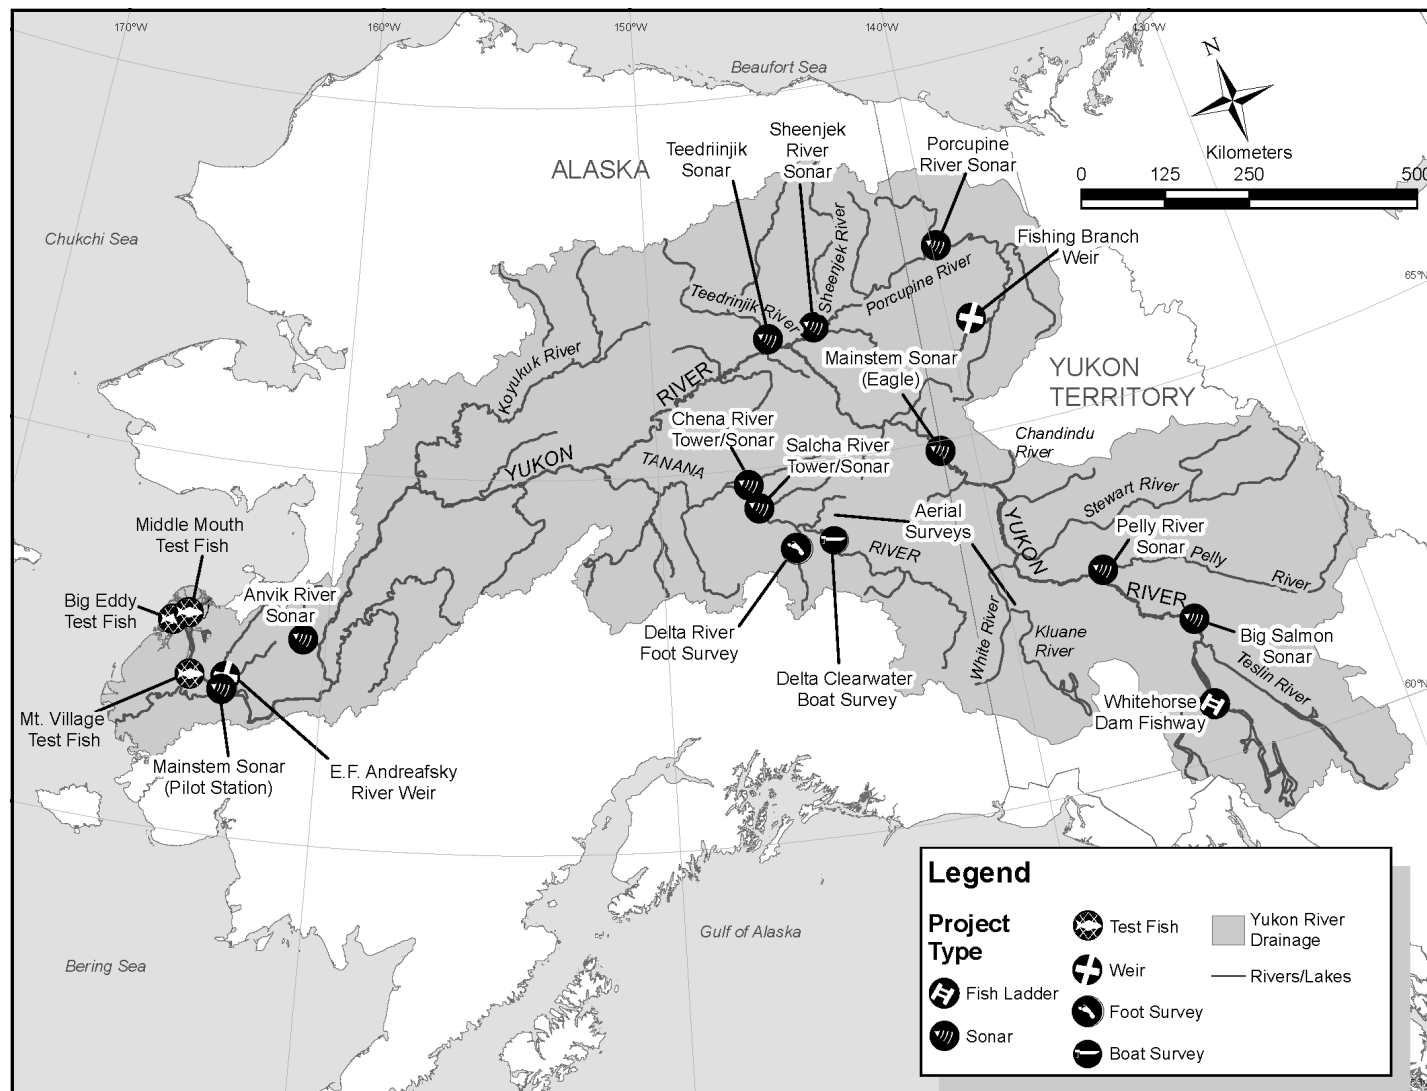 170°W
160°W
150°W
140°W
130°W
Beaufort Sea
N
Kilometers
0
125
250
500
ALASKA
Teedriinjik
Sonar
Sheenjek
River
Sonar
Porcupine
River Sonar
Chukchi Sea
Fishing Branch
Weir
65°N
Sheenjek River
Porcupine River
Teedrinjik River
Koyukuk River
RIVER
Mainstem Sonar
(Eagle)
YUKON
TERRITORY
Chena River
Tower/Sonar
Salcha River
Tower/Sonar
YUKON
TANANA
Chandindu
River
Stewart River
Aerial
Surveys
YUKON
Pelly River
Sonar
Pelly
River
RIVER
RIVER
Middle Mouth
Test Fish
Big Eddy
Test Fish
Anvik River
Sonar
Delta River
Foot Survey
White River
Kluane
River
Big Salmon
Sonar
Teslin River
60°N
Delta Clearwater
Boat Survey
Whitehorse
Dam Fishway
Mt. Village
Test Fish
Mainstem Sonar
(Pilot Station)
E.F. Andreafsky
River Weir
Gulf of Alaska
Bering Sea
Legend
Project
Type
Fish Ladder
Sonar
Test Fish
Weir
Foot Survey
Boat Survey
Yukon River
Drainage
Rivers/Lakes